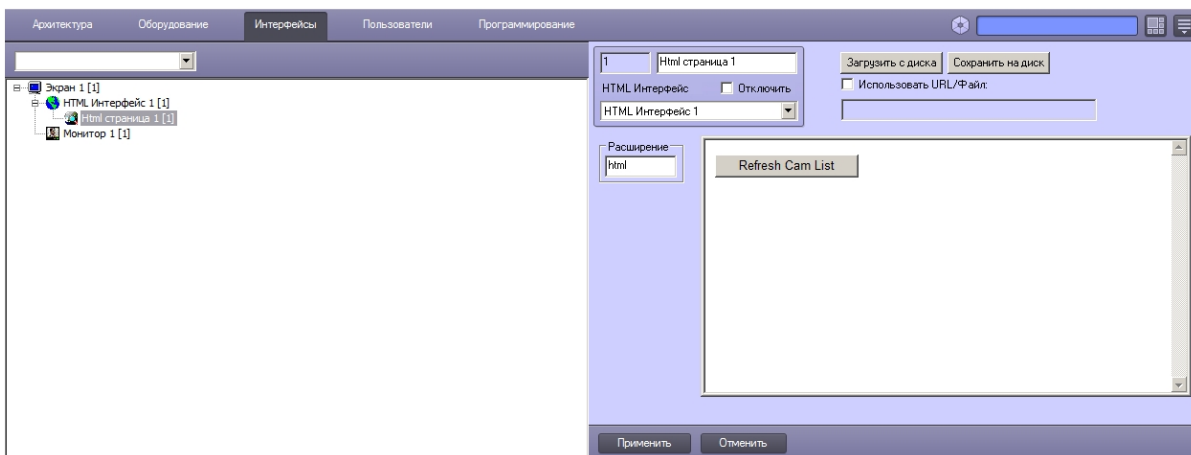 Архитектура Оборудование Интерфейсы Пользователи Программирование
1 Html страница 1 Загрузить с диска Сохранить на диск
HTML Интерфейс Отключить Использовать URL/Файл:
HTML Интерфейс 1
Экран 1 [1]
HTML Интерфейс 1 [1]
Html страница 1 [1]
Монитор 1 [1]
Расширение
html
Refresh Cam List
Применить Отменить